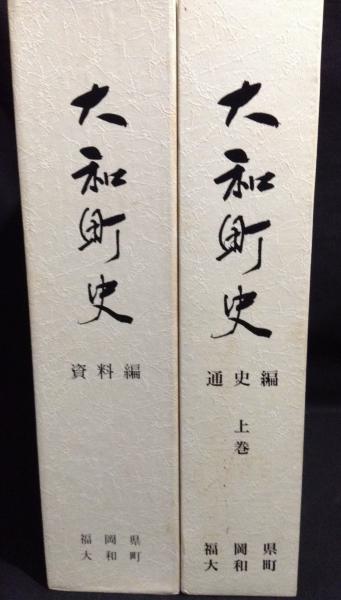 大和町史
資料編
福岡県
大和町
大和町史
通史編
上巻
福岡県
大和町